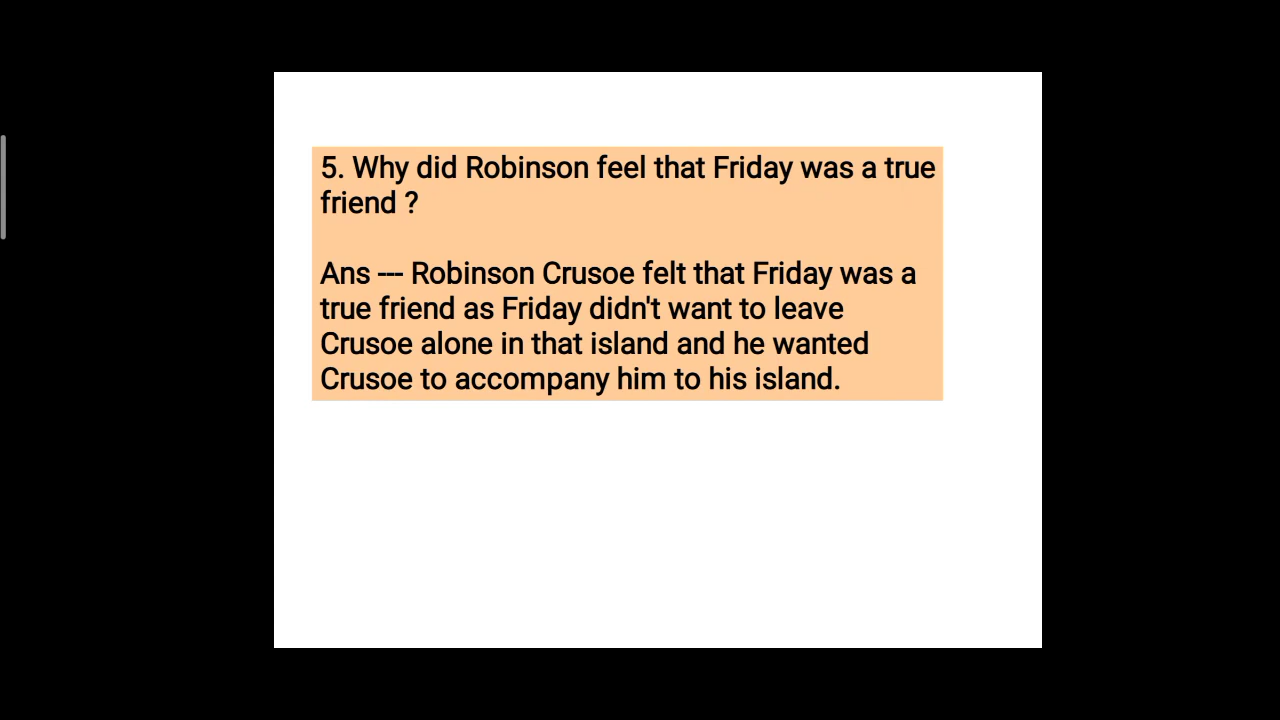 5. Why did Robinson feel that Friday was a true
friend ?
Ans --- Robinson Crusoe felt that Friday was a
true friend as Friday didn't want to leave
Crusoe alone in that island and he wanted
Crusoe to accompany him to his island.